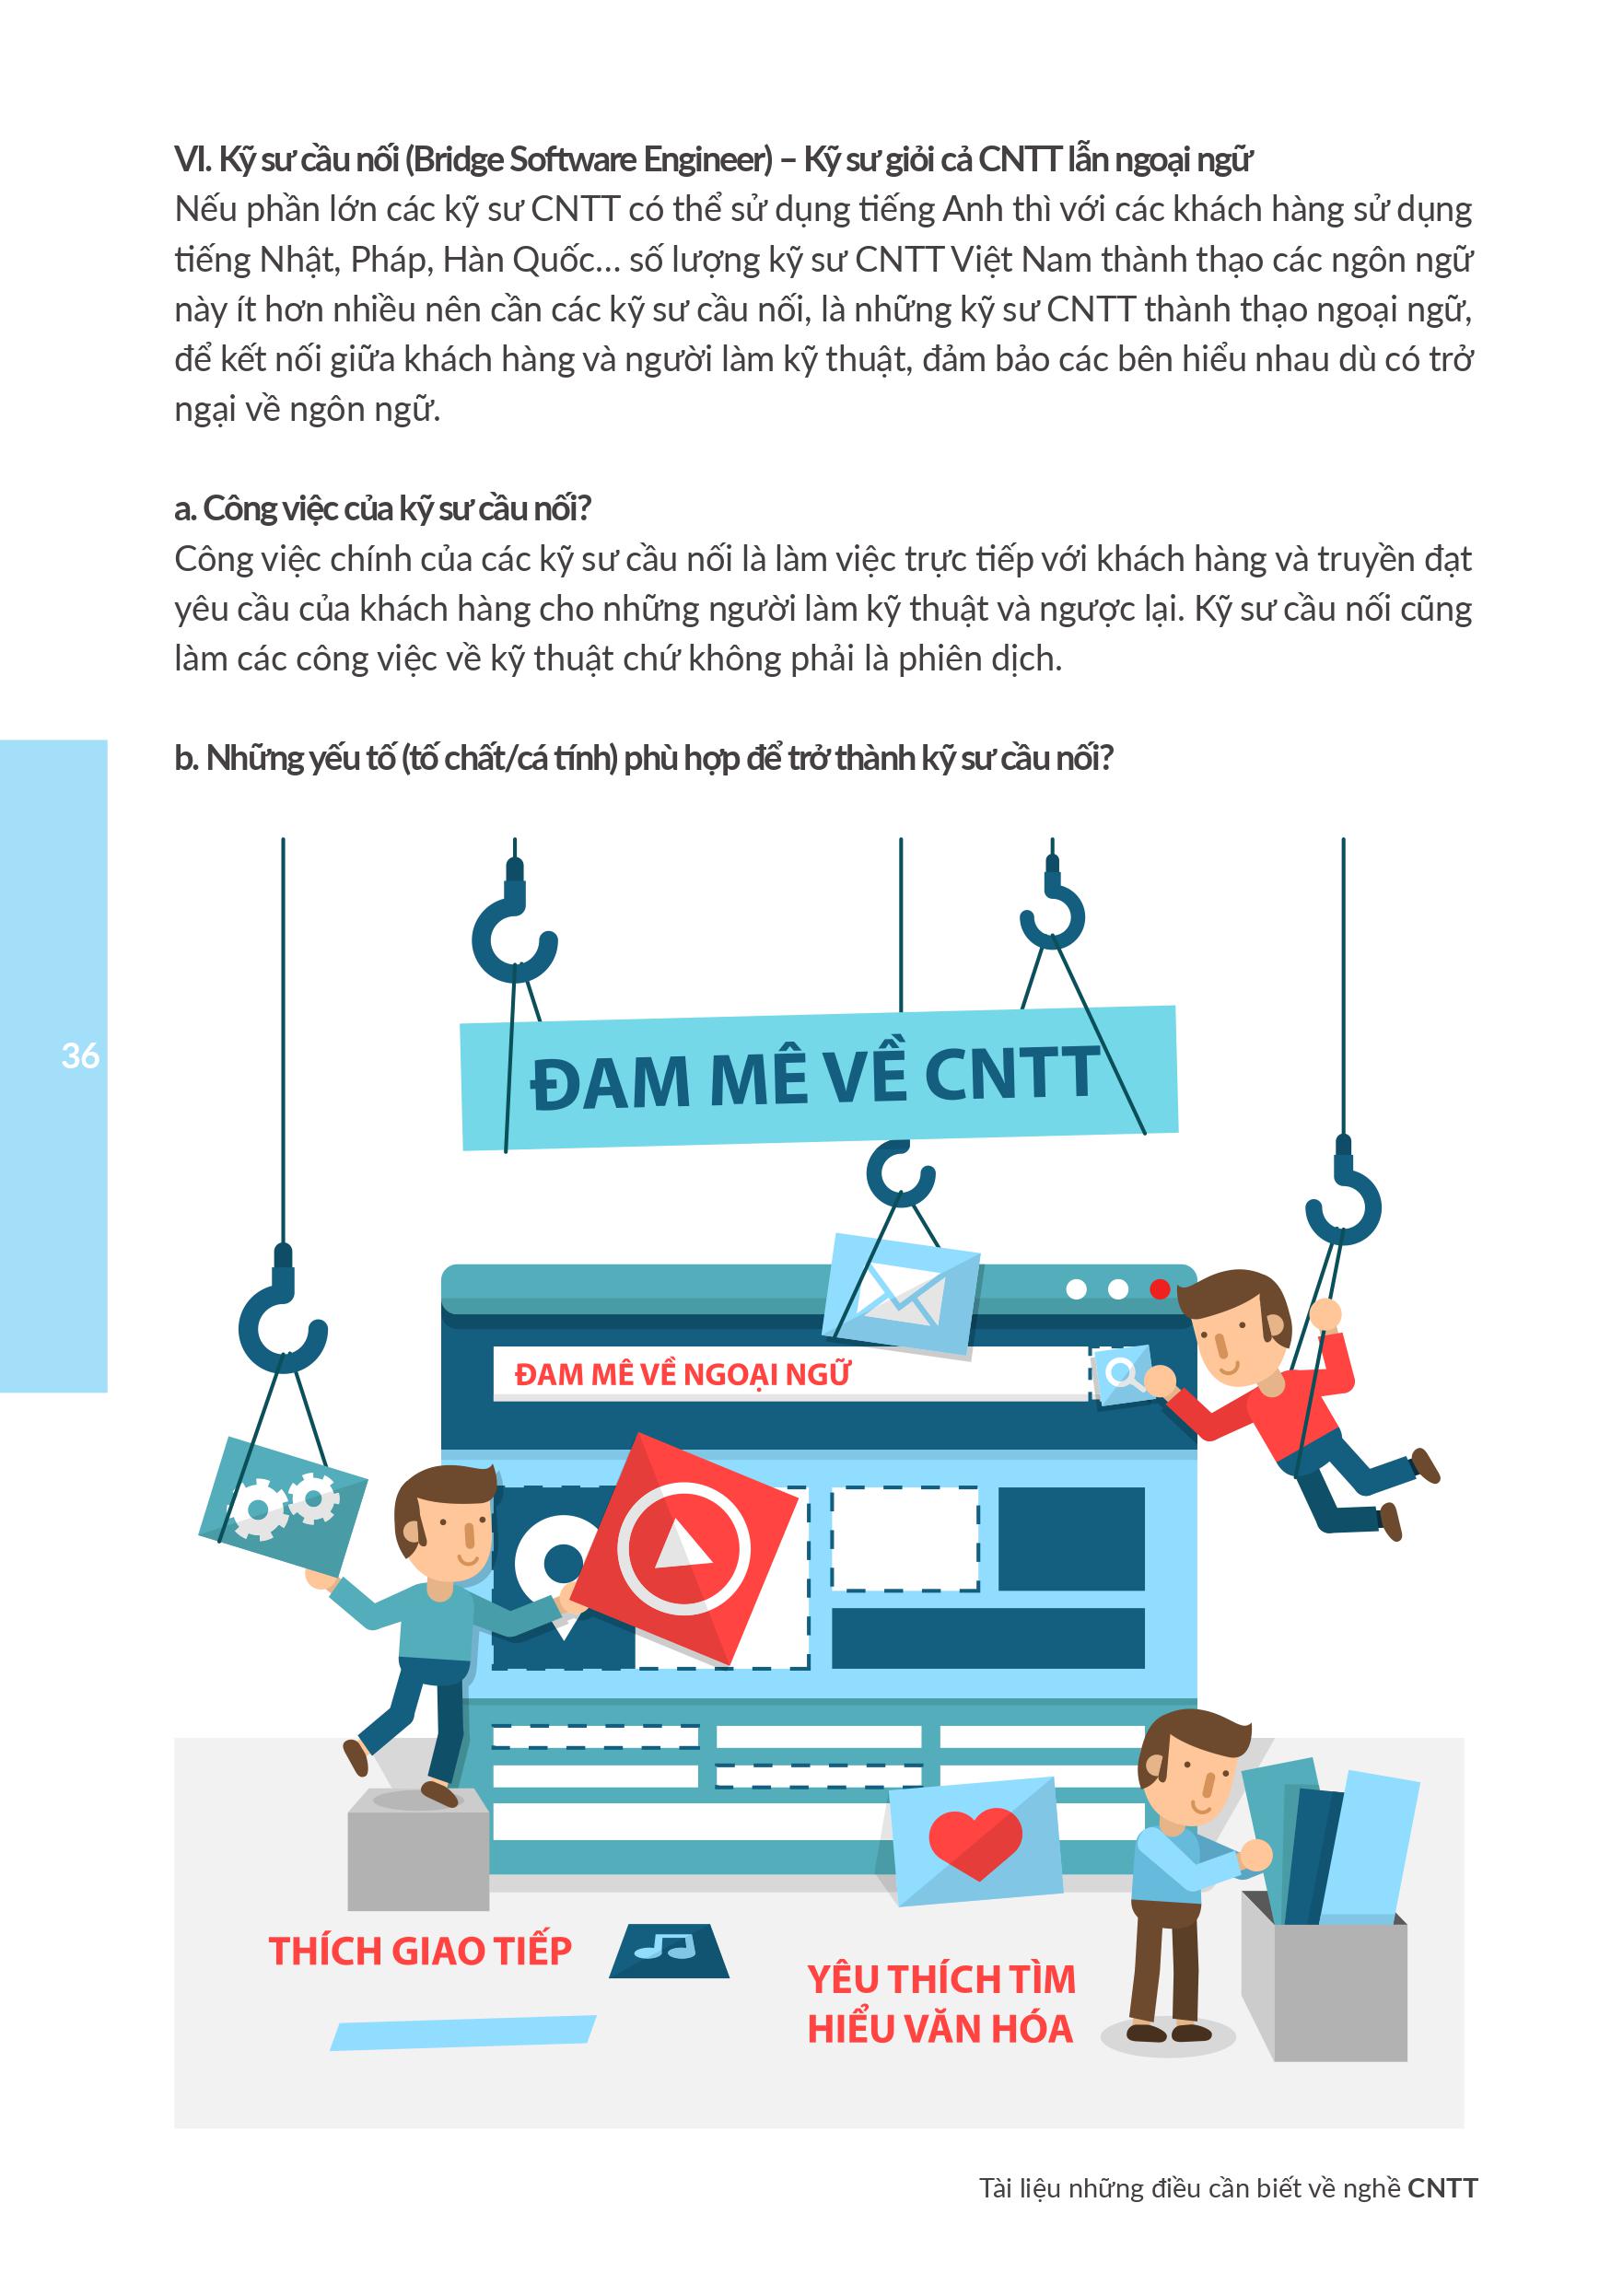 VI. Kỹ sư cầu nối (Bridge Software Engineer) – Kỹ sư giỏi cả CNTT lẫn ngoại ngữ
Nếu phần lớn các kỹ sư CNTT có thể sử dụng tiếng Anh thì với các khách hàng sử dụng
tiếng Nhật, Pháp, Hàn Quốc... số lượng kỹ sư CNTT Việt Nam thành thạo các ngôn ngữ
này ít hơn nhiều nên cần các kỹ sư cầu nối, là những kỹ sư CNTT thành thạo ngoại ngữ,
để kết nối giữa khách hàng và người làm kỹ thuật, đảm bảo các bên hiểu nhau dù có trở
ngại về ngôn ngữ.
a. Công việc của kỹ sư cầu nối?
Công việc chính của các kỹ sư cầu nối là làm việc trực tiếp với khách hàng và truyền đạt
yêu cầu của khách hàng cho những người làm kỹ thuật và ngược lại. Kỹ sư cầu nối cũng
làm các công việc về kỹ thuật chứ không phải là phiên dịch.
b. Những yếu tố (tố chất/cá tính) phù hợp để trở thành kỹ sư cầu nối?
36
ĐAM MÊ VỀ CNTT
ĐAM MÊ VỀ NGOẠI NGỮ
THÍCH GIAO TIẾP
YÊU THÍCH TÌM
HIỂU VĂN HÓA
Tài liệu những điều cần biết về nghề CNTT